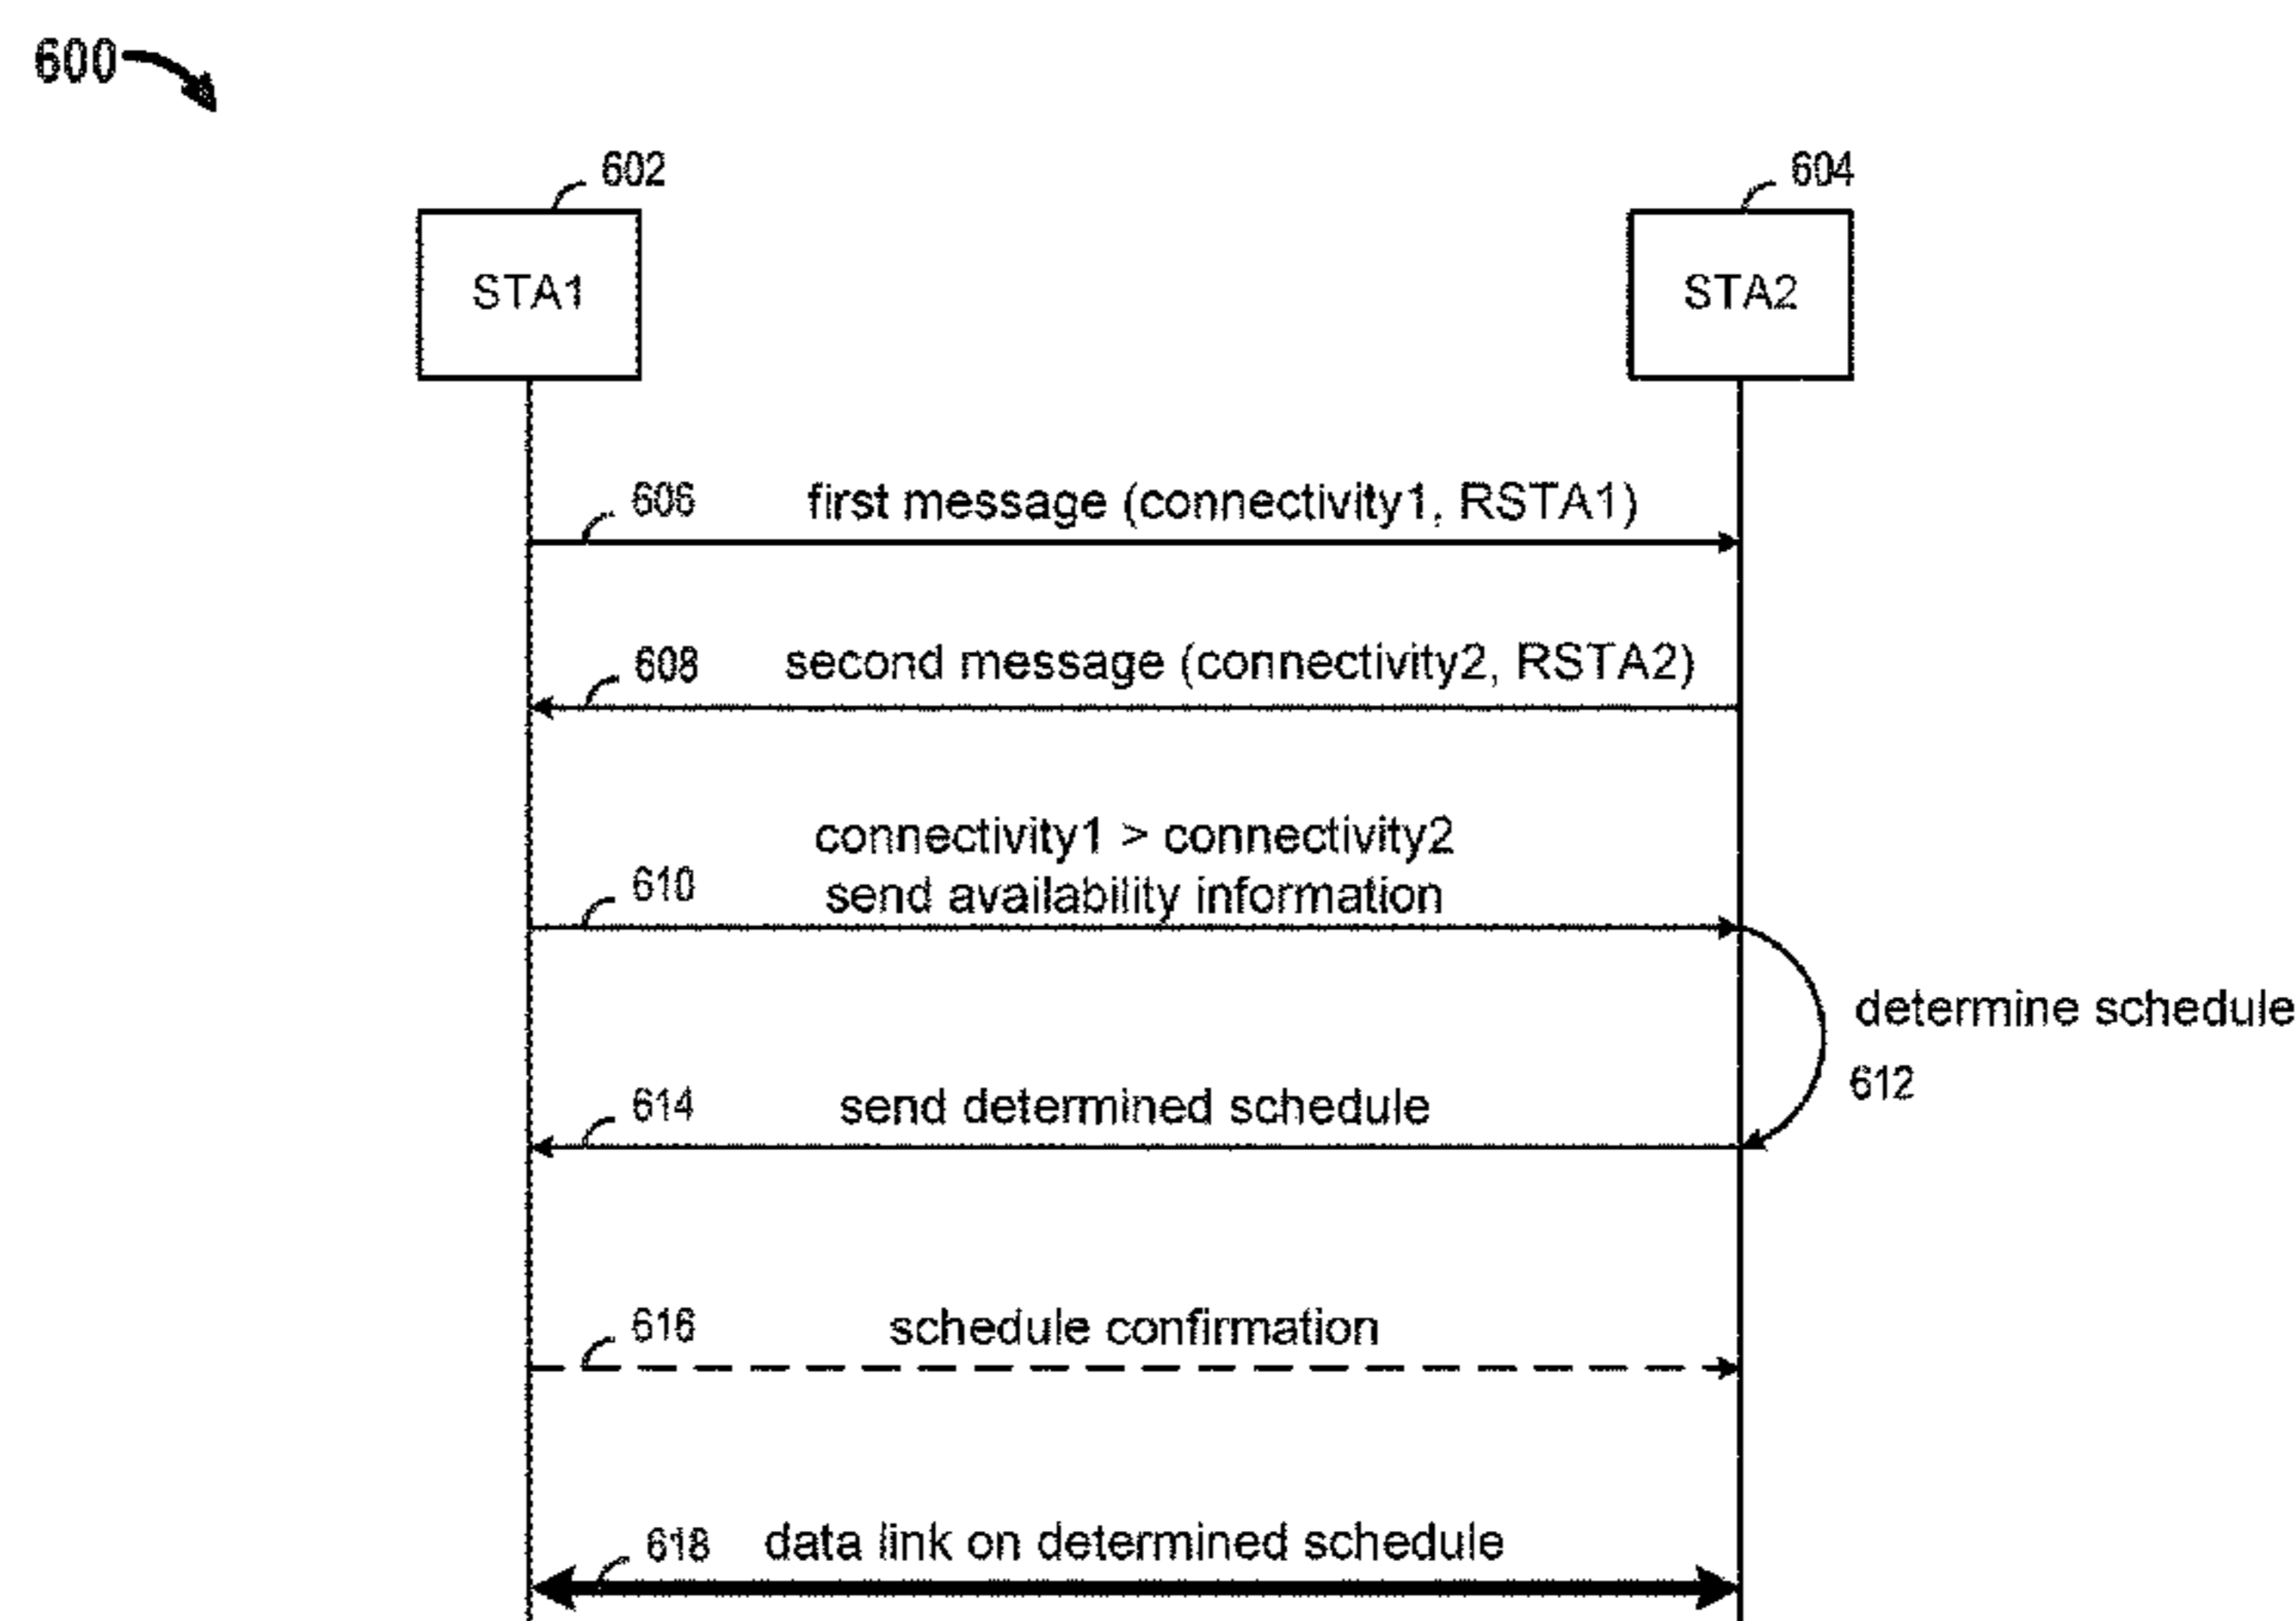 600
602
604
STA1
STA2
606
first message (connectivity1, RSTA1)
608
second message (connectivity2, RSTA2)
connectivity1 > connectivity2
610
send availability information
determine schedule
612
614
send determined schedule
616
schedule confirmation
618
data link on determined schedule